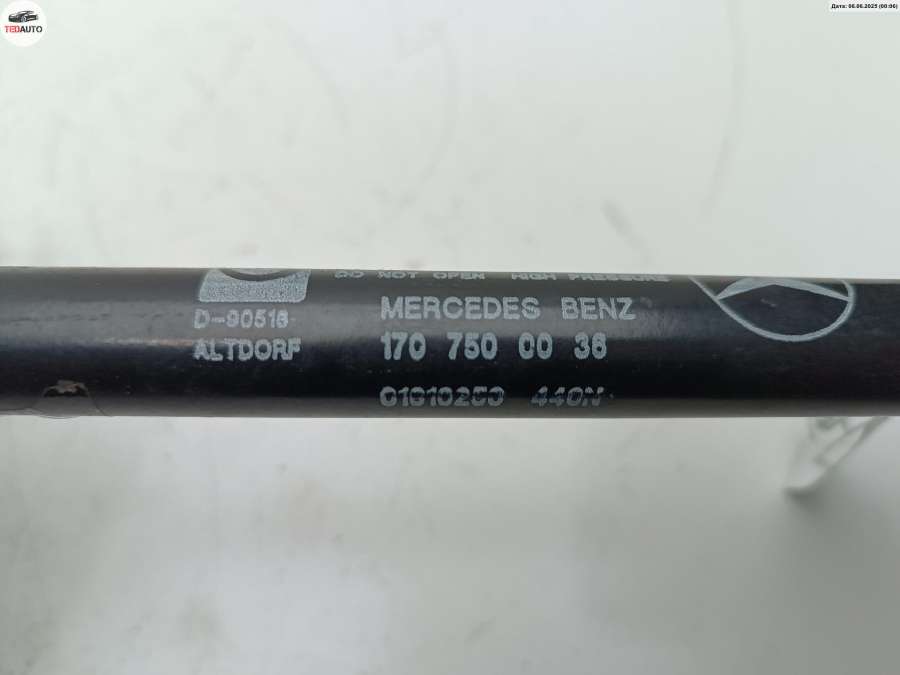 TEDAUTO
Дата: 06.06.2025 (00:06)
DO NOT OPEN HIGH PRESSURE
D-90518
ALTDORF
MERCEDES BENZ
170 750 00 36
440N